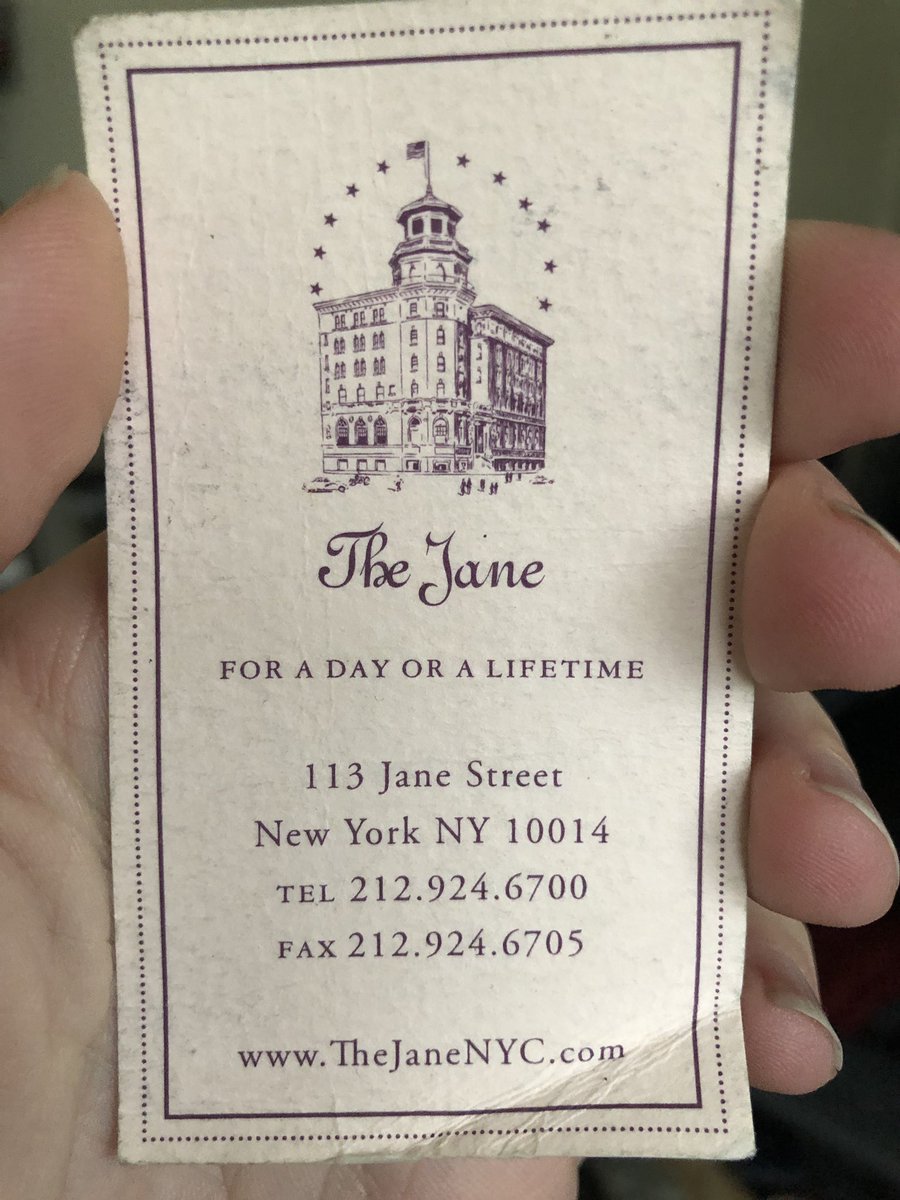 The Jane
FOR A DAY OR A LIFETIME
113 Jane Street
New York NY 10014
TEL 212.924.6700
FAX 212.924.6705
www.TheJaneNYC.com